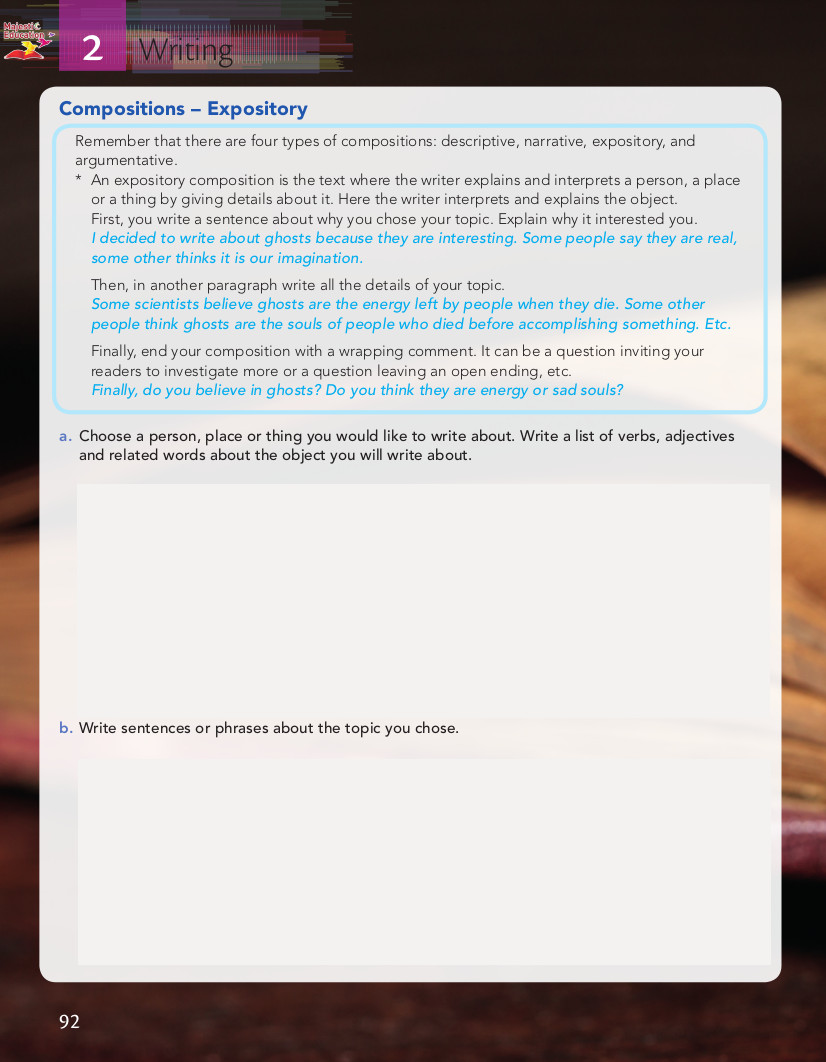 Majestic
Education
2
Writing
Compositions – Expository
Remember that there are four types of compositions: descriptive, narrative, expository, and
argumentative.
* An expository composition is the text where the writer explains and interprets a person, a place
or a thing by giving details about it. Here the writer interprets and explains the object.
First, you write a sentence about why you chose your topic. Explain why it interested you.
I decided to write about ghosts because they are interesting. Some people say they are real,
some other thinks it is our imagination.
Then, in another paragraph write all the details of your topic.
Some scientists believe ghosts are the energy left by people when they die. Some other
people think ghosts are the souls of people who died before accomplishing something. Etc.
Finally, end your composition with a wrapping comment. It can be a question inviting your
readers to investigate more or a question leaving an open ending, etc.
Finally, do you believe in ghosts? Do you think they are energy or sad souls?
a. Choose a person, place or thing you would like to write about. Write a list of verbs, adjectives
and related words about the object you will write about.
b. Write sentences or phrases about the topic you chose.
92